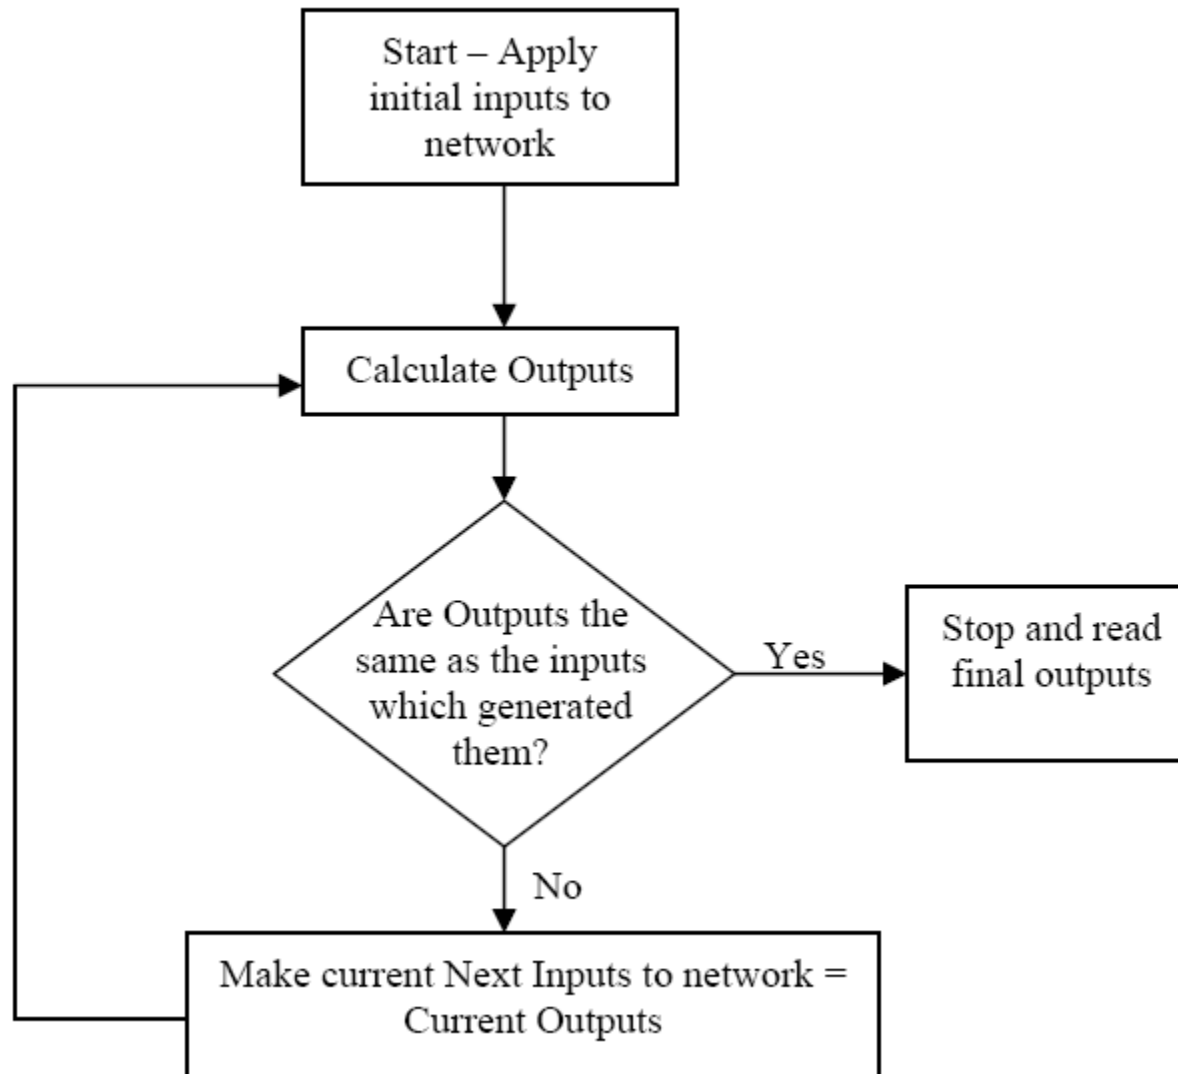 Start – Apply
initial inputs to
network
Calculate Outputs
Are Outputs the
same as the inputs
which generated
them?
Yes
Stop and read
final outputs
No
Make current Next Inputs to network =
Current Outputs